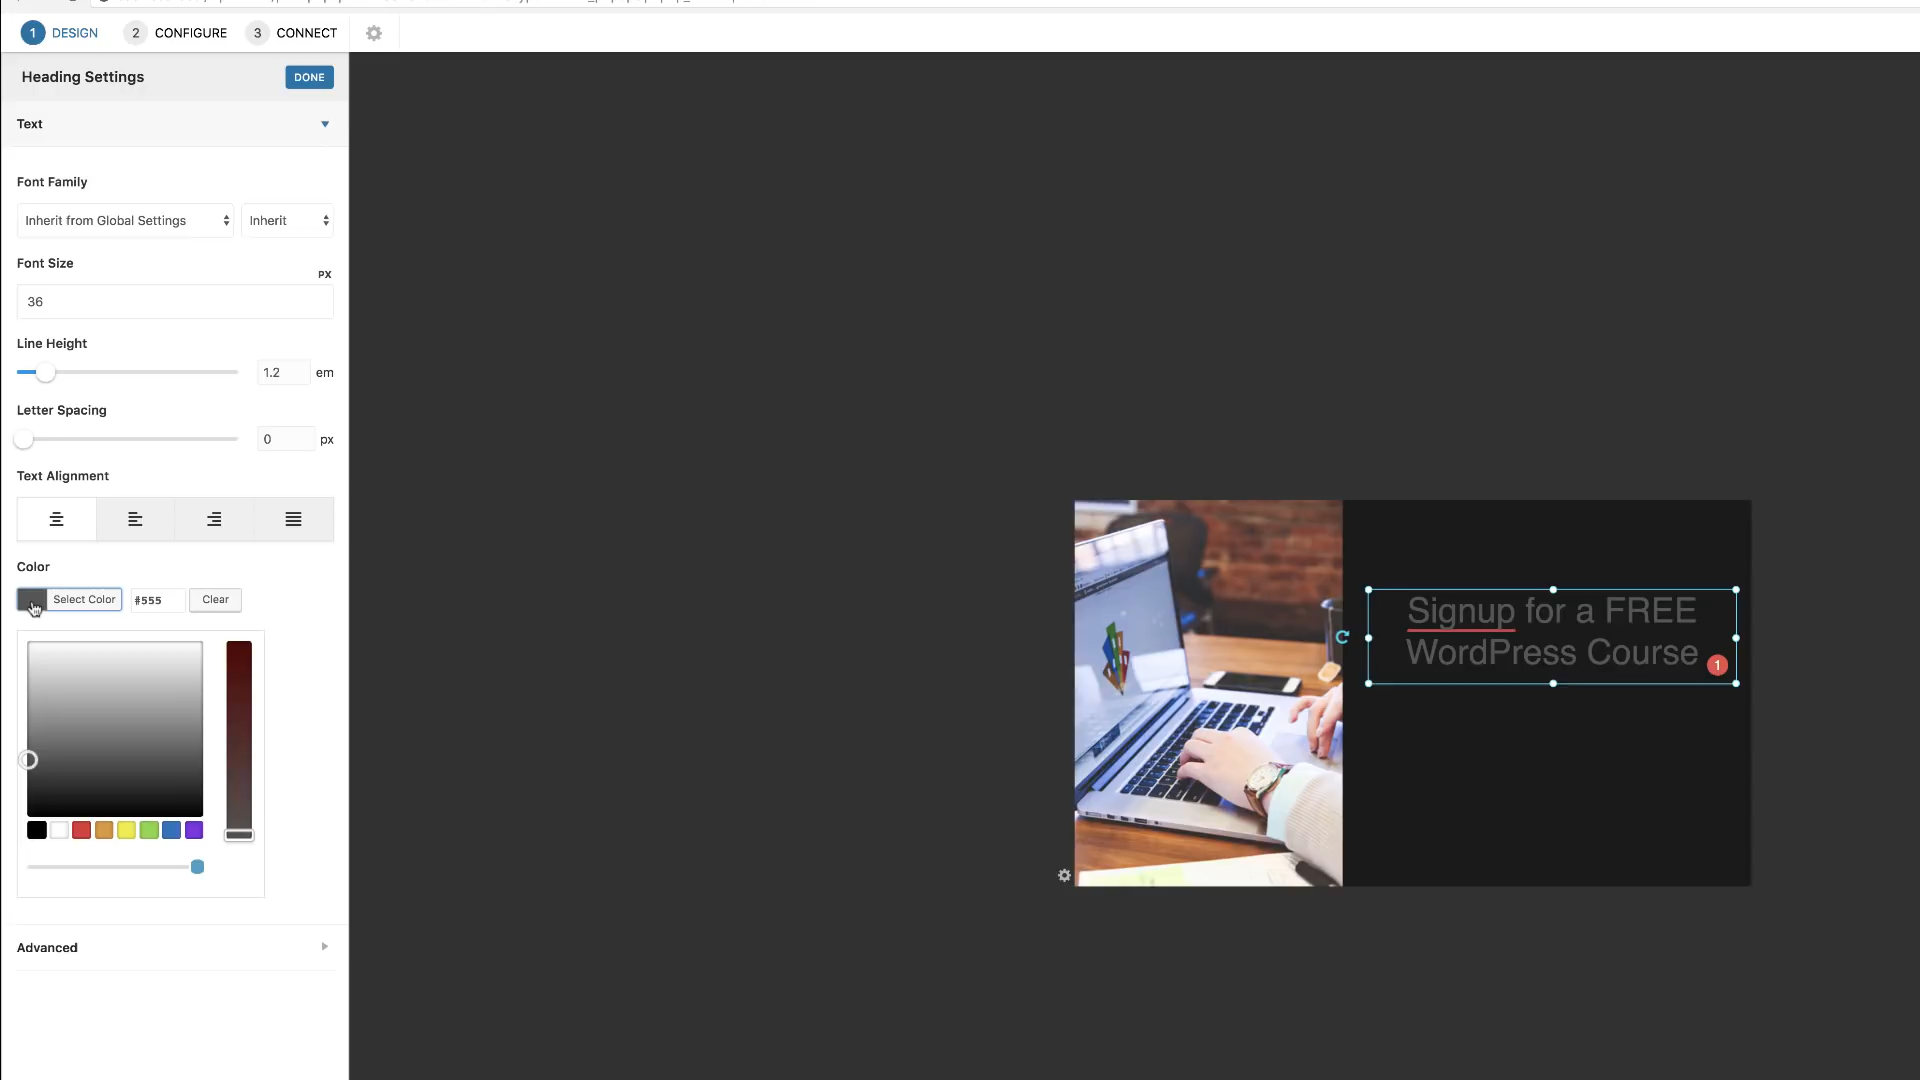 1 DESIGN 2 CONFIGURE 3 CONNECT
Heading Settings DONE
Text
Font Family
Inherit from Global Settings Inherit
Font Size
PX
36
Line Height
1.2 em
Letter Spacing
0 px
Text Alignment
Color
Select Color #555 Clear
Advanced
Signup for a FREE
WordPress Course
1